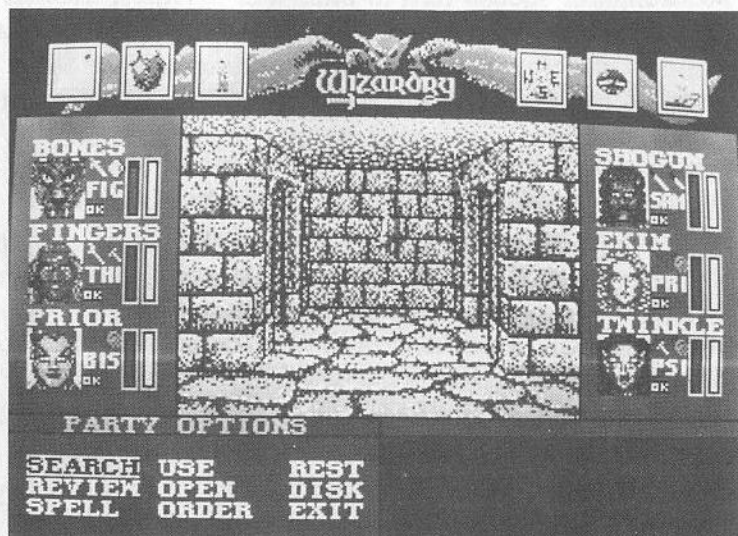 Wizardry
N
W E
S
BONES
FIG
OK
FINGERS
THI
OK
PRIOR
BIS
OK
SHOGUN
SAM
OK
EKIM
PRI
OK
TWINKLE
PSI
OK
PARTY OPTIONS
SEARCH USE REST
REVIEW OPEN DISK
SPELL ORDER EXIT